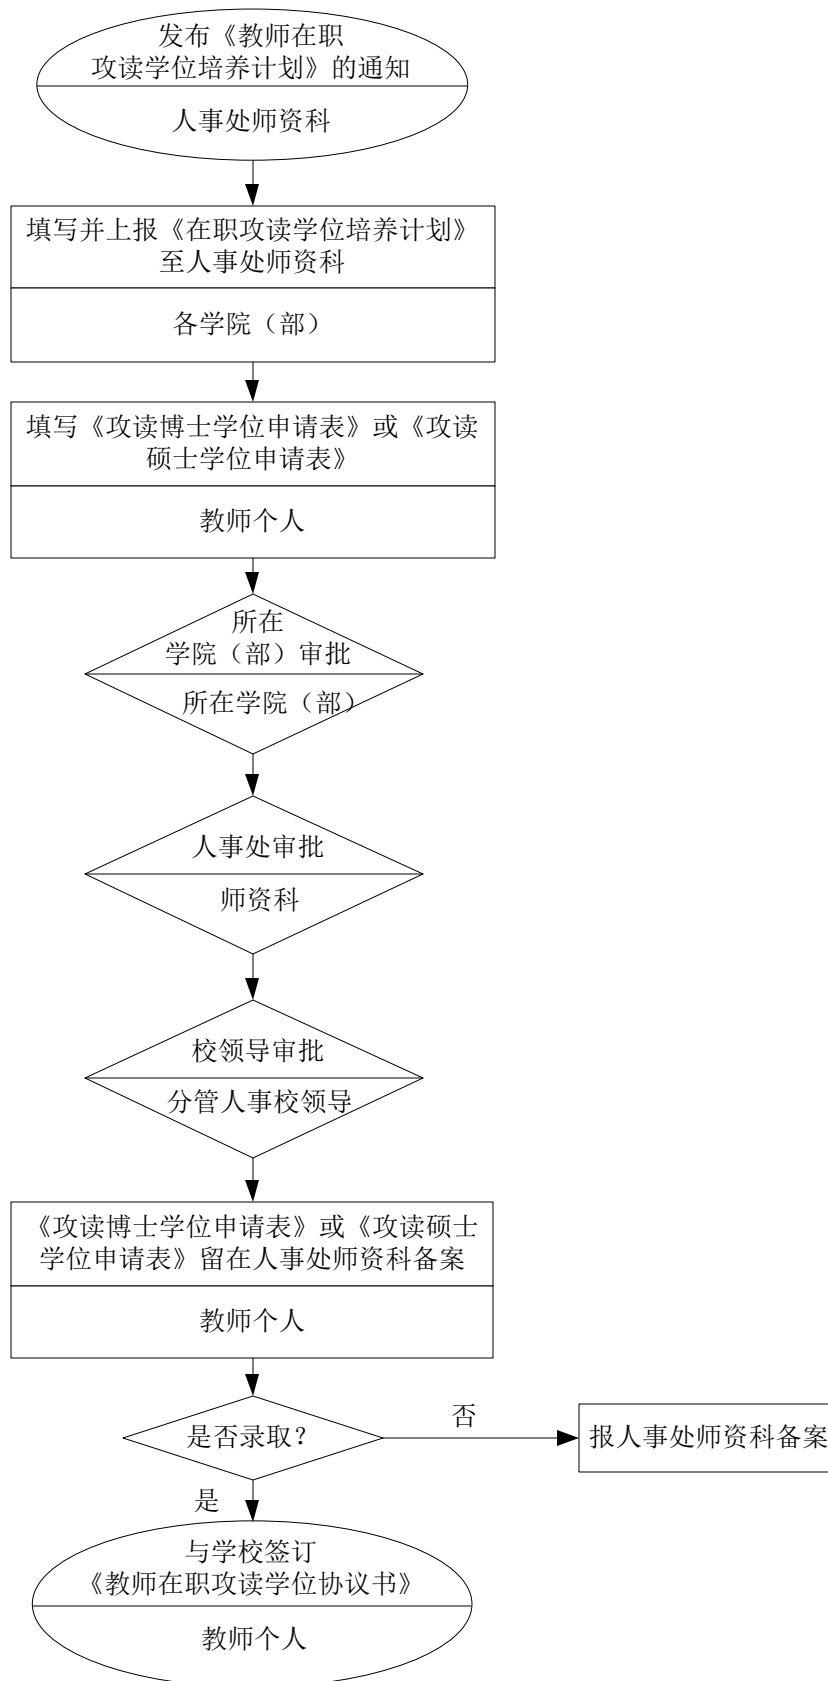 发布《教师在职
攻读学位培养计划》的通知
人事处师资科
填写并上报《在职攻读学位培养计划》
至人事处师资科
各学院（部）
填写《攻读博士学位申请表》或《攻读
硕士学位申请表》
教师个人
所在
学院（部）审批
所在学院（部）
人事处审批
师资科
校领导审批
分管人事校领导
《攻读博士学位申请表》或《攻读硕士
学位申请表》留在人事处师资科备案
教师个人
是否录取？
否
报人事处师资科备案
是
与学校签订
《教师在职攻读学位协议书》
教师个人